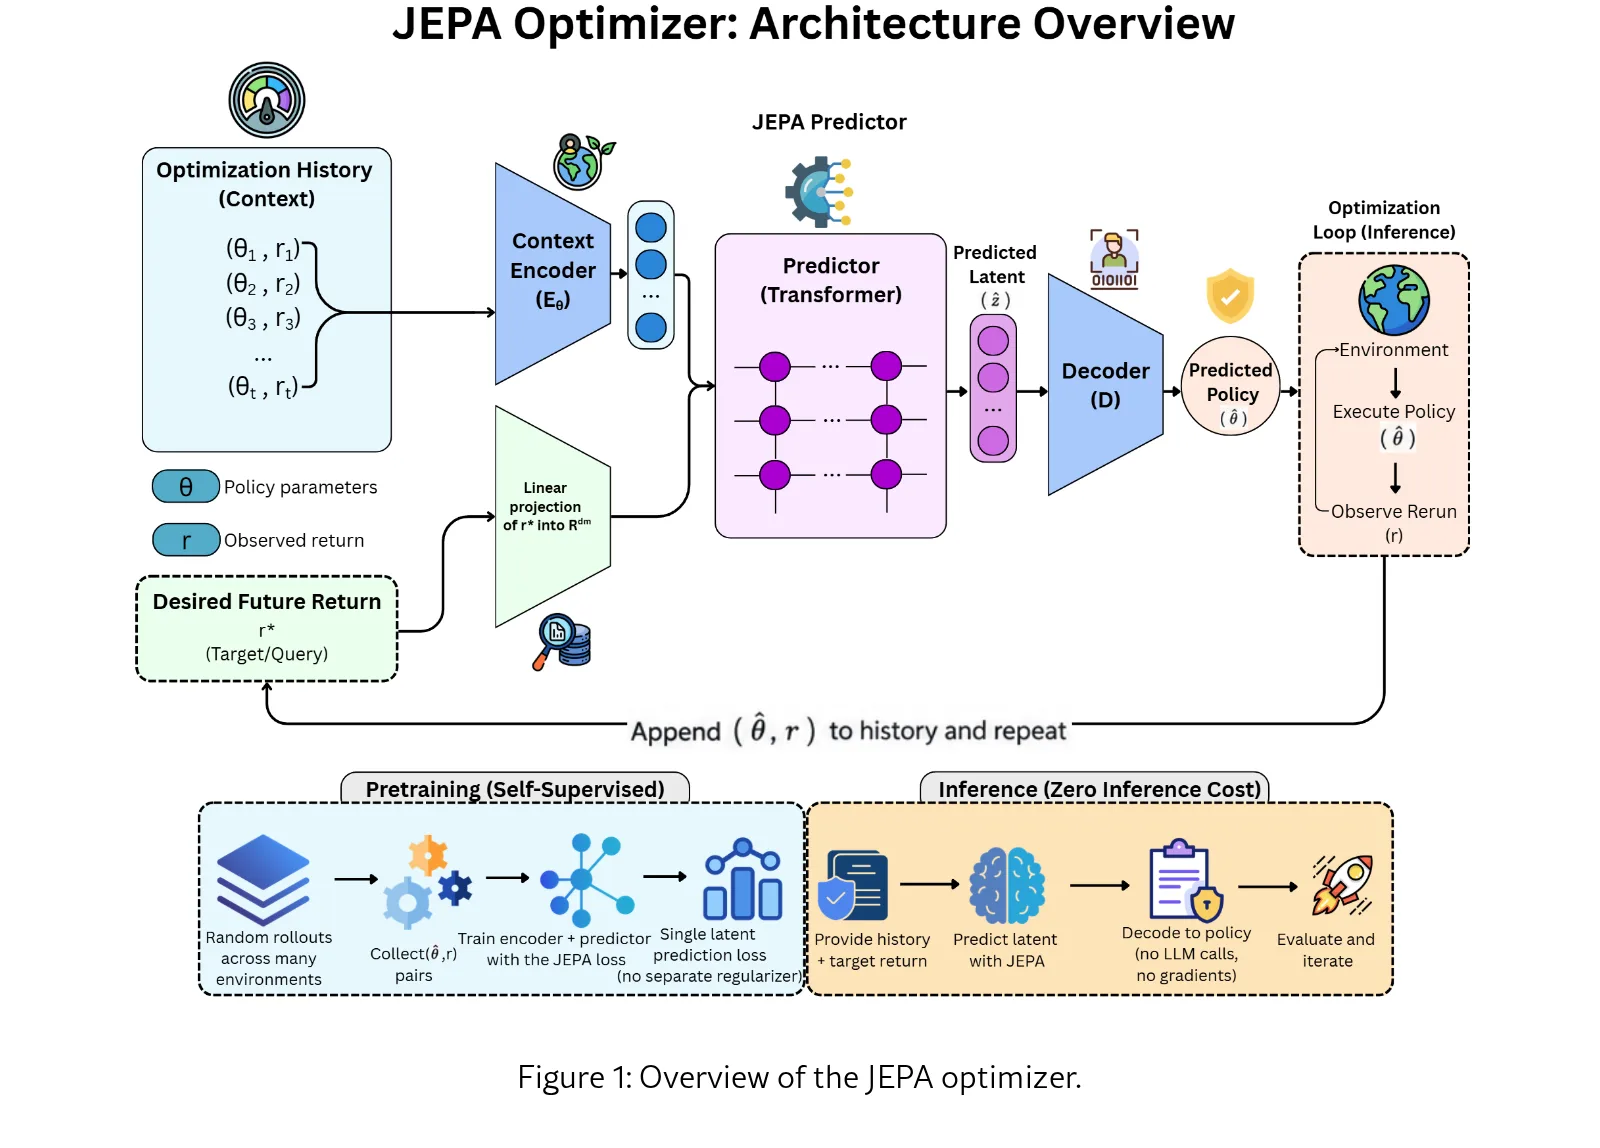 JEPA Optimizer: Architecture Overview
Optimization History
(Context)
(θ₁ , r₁)
(θ₂ , r₂)
(θ₃ , r₃)
...
(θₜ , rₜ)
θ Policy parameters
r Observed return
Desired Future Return
r*
(Target/Query)
Context
Encoder
(E_θ)
...
Linear
projection
of r* into R^dm
JEPA Predictor
Predictor
(Transformer)
... 
...
...
Predicted
Latent
(ẑ)
...
010110I
Decoder
(D)
Predicted
Policy
(θ̂)
Optimization
Loop (Inference)
Environment
Execute Policy
(θ̂)
Observe Rerun
(r)
Append (θ̂, r) to history and repeat
Pretraining (Self-Supervised)
Random rollouts
across many
environments
Collect(θ̂,r)
pairs
Train encoder + predictor
with the JEPA loss
Single latent
prediction loss
(no separate regularizer)
Inference (Zero Inference Cost)
Provide history
+ target return
Predict latent
with JEPA
Decode to policy
(no LLM calls,
no gradients)
Evaluate and
iterate
Figure 1: Overview of the JEPA optimizer.